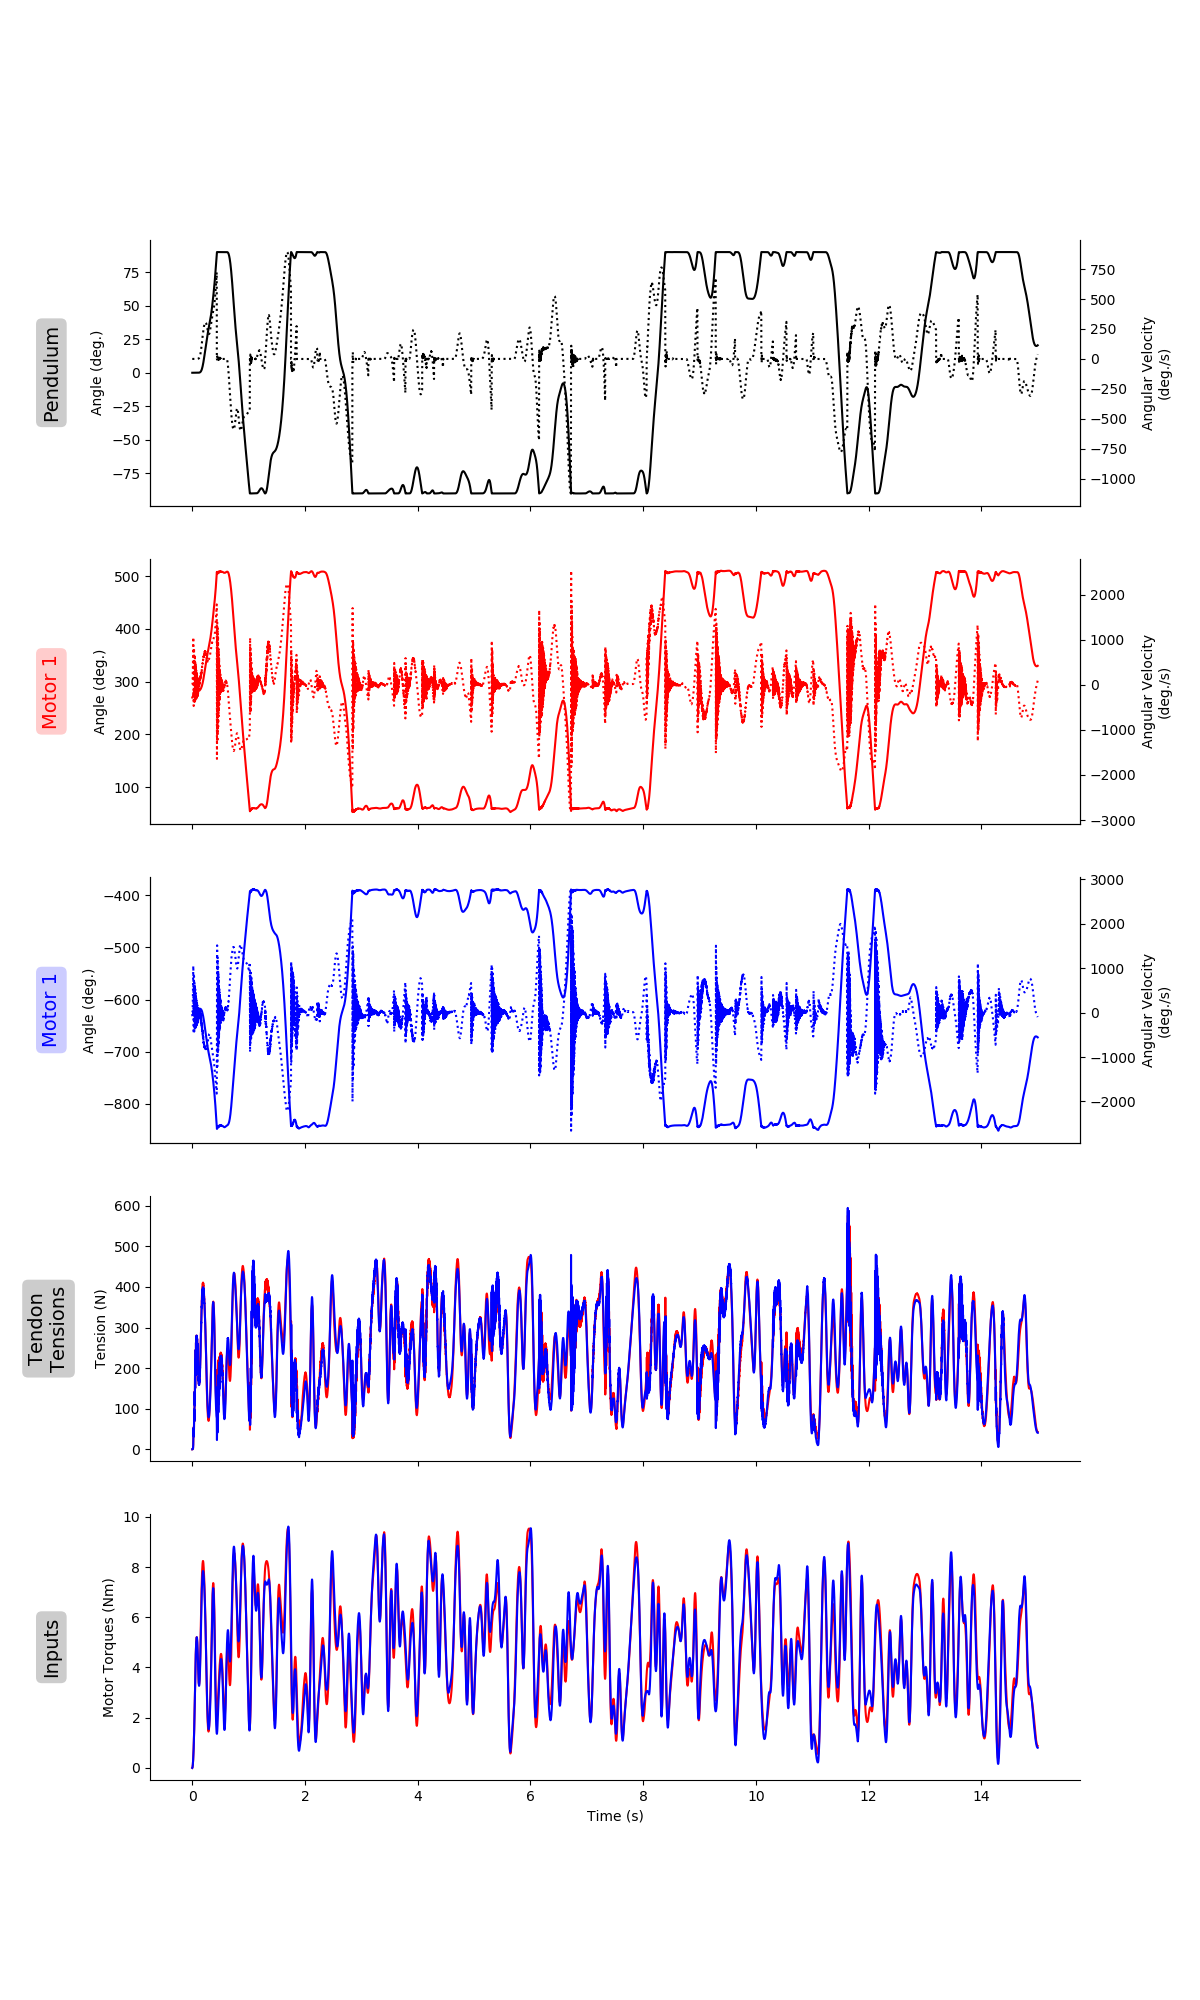 Pendulum
Angle (deg.)
75
50
25
0
−25
−50
−75
750
500
250
0
−250
−500
−750
−1000
Angular Velocity
(deg./s)
Motor 1
Angle (deg.)
500
400
300
200
100
2000
1000
0
−1000
−2000
−3000
Angular Velocity
(deg./s)
Motor 1
Angle (deg.)
−400
−500
−600
−700
−800
3000
2000
1000
0
−1000
−2000
Angular Velocity
(deg./s)
Tendon
Tensions
Tension (N)
600
500
400
300
200
100
0
Inputs
Motor Torques (Nm)
10
8
6
4
2
0
0 2 4 6 8 10 12 14
Time (s)